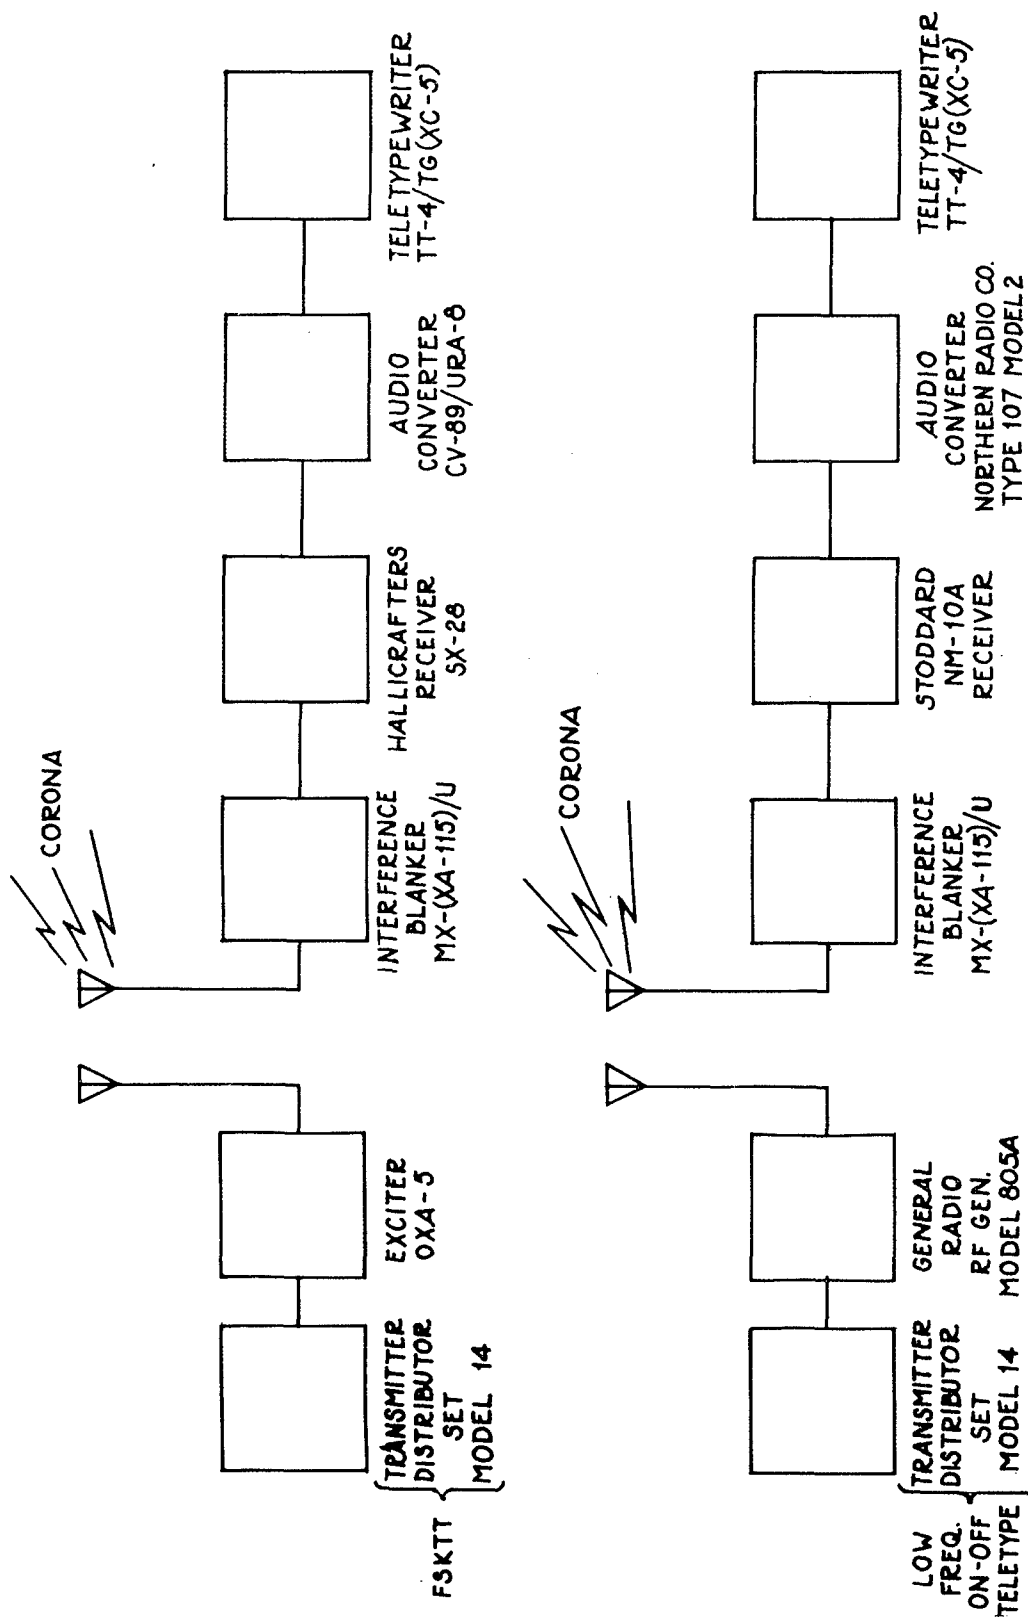 FSKTT
TRANSMITTER
DISTRIBUTOR
SET
MODEL 14
EXCITER
OXA-5
CORONA
INTERFERENCE
BLANKER
MX-(XA-115)/U
HALLICRAFTERS
RECEIVER
SX-28
AUDIO
CONVERTER
CV-89/URA-8
TELETYPEWRITER
TT-4/TG(XC-5)
LOW
FREQ.
ON-OFF
TELETYPE
TRANSMITTER
DISTRIBUTOR
SET
MODEL 14
GENERAL
RADIO
RF GEN.
MODEL 805A
CORONA
INTERFERENCE
BLANKER
MX-(XA-115)/U
STODDARD
NM-10A
RECEIVER
AUDIO
CONVERTER
NORTHERN RADIO CO.
TYPE 107 MODEL 2
TELETYPEWRITER
TT-4/TG(XC-5)